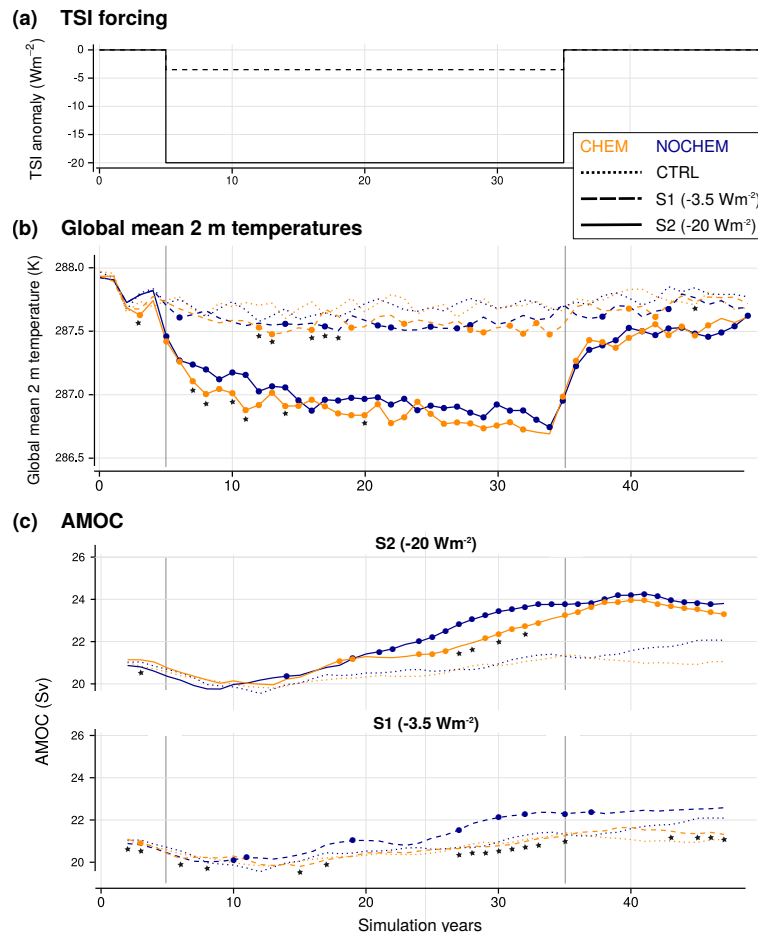 (a) TSI forcing
TSI anomaly (Wm⁻²)
0
-5
-10
-15
-20
0 10 20 30
CHEM NOCHEM
CTRL
S1 (-3.5 Wm⁻²)
S2 (-20 Wm⁻²)
(b) Global mean 2 m temperatures
Global mean 2 m temperature (K)
288.0
287.5
287.0
286.5
0 10 20 30 40
(c) AMOC
AMOC (Sv)
S2 (-20 Wm⁻²)
26
24
22
20
S1 (-3.5 Wm⁻²)
26
24
22
20
0 10 20 30 40
Simulation years